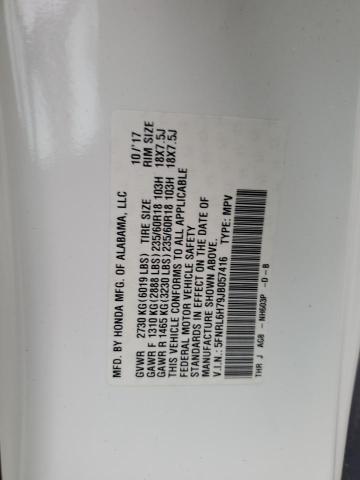 MFD. BY HONDA MFG. OF ALABAMA, LLC 10/'17
GVWR 2730 KG(6019 LBS) TIRE SIZE RIM SIZE
GAWR F 1310 KG(2888 LBS)235/60R18 103H 18X7.5J
GAWR R 1465 KG(3230 LBS)235/60R18 103H 18X7.5J
THIS VEHICLE CONFORMS TO ALL APPLICABLE
FEDERAL MOTOR VEHICLE SAFETY
STANDARDS IN EFFECT ON THE DATE OF
MANUFACTURE SHOWN ABOVE.
V.I.N.: 5FNRL6H79JB057416 TYPE: MPV
THR J AG8 - NH603P -D -B